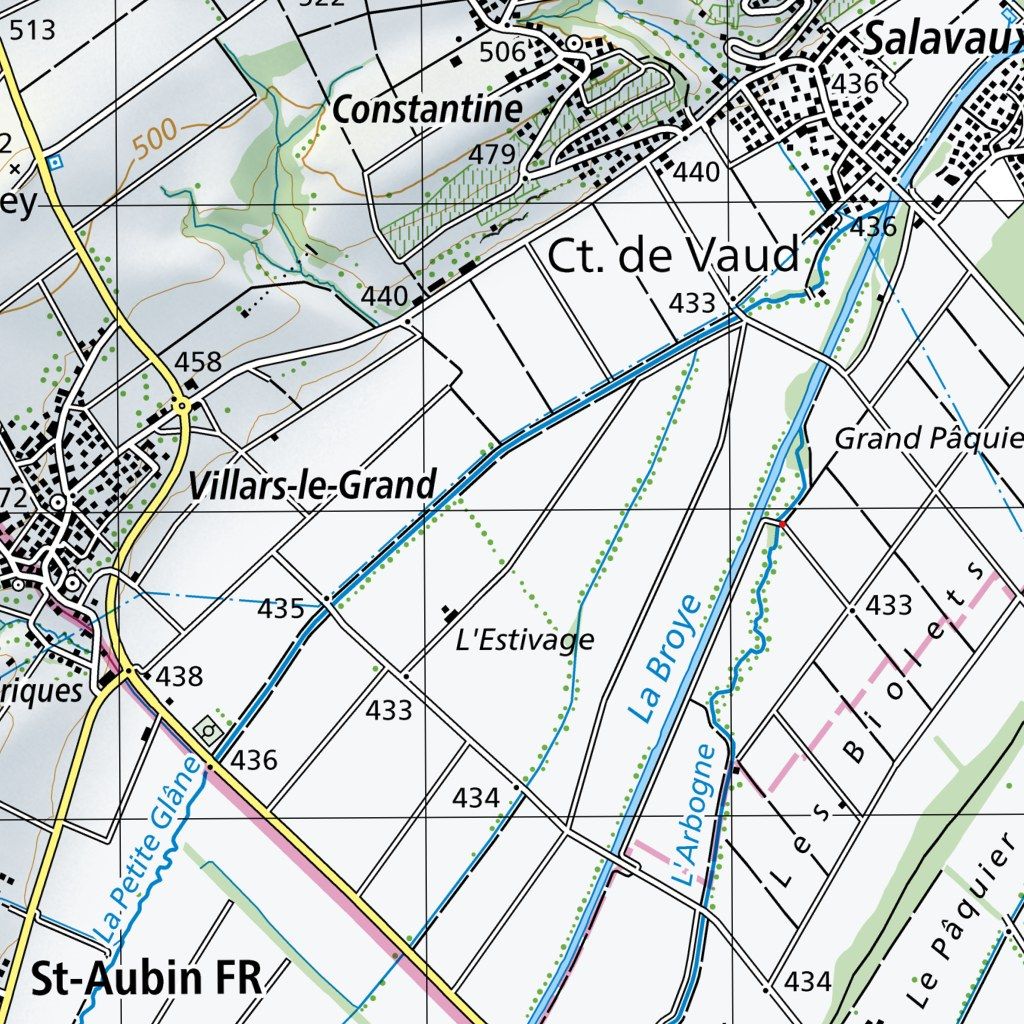 513
522
506
Salavaux
436
Constantine
500
479
440
2
ey
436
Ct. de Vaud
440
433
458
Grand Pâquie
Villars-le-Grand
72
435
433
L'Estivage
La Broye
Les Biolets
438
riques
433
436
L'Arbogne
434
La Petite Glâne
Le Pâquier
St-Aubin FR
434